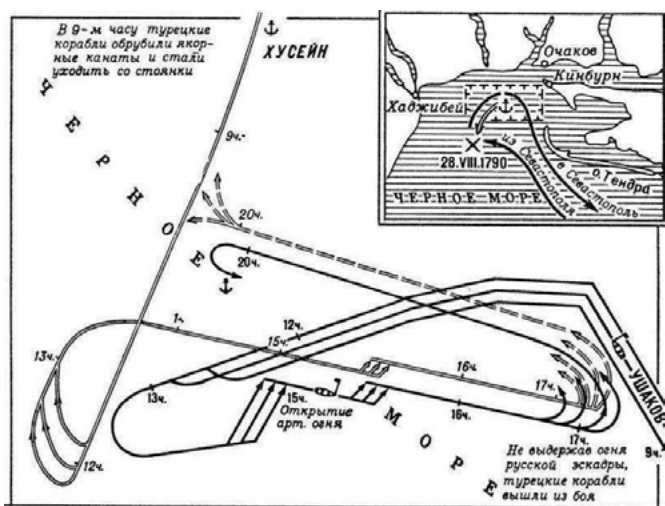 В 9-м часу турецкие
корабли обрубили якор-
ные канаты и стали
уходить со стоянки
ХУСЕЙН
Очаков
Кинбурн
Хаджибей
28.VIII.1790
из Севастополя
в Севастополь
о. Тендра
ЧЕРНОЕ МОРЕ
ЧЕРНОЕ
9ч.
20ч.
20ч.
12ч.
15ч.
13ч.
16ч.
17ч.
13ч.
15ч.
Открытие
арт. огня
16ч.
17ч.
12ч.
МОРЕ
УШАКОВ
9ч.
Не выдержав огня
русской эскадры,
турецкие корабли
вышли из боя